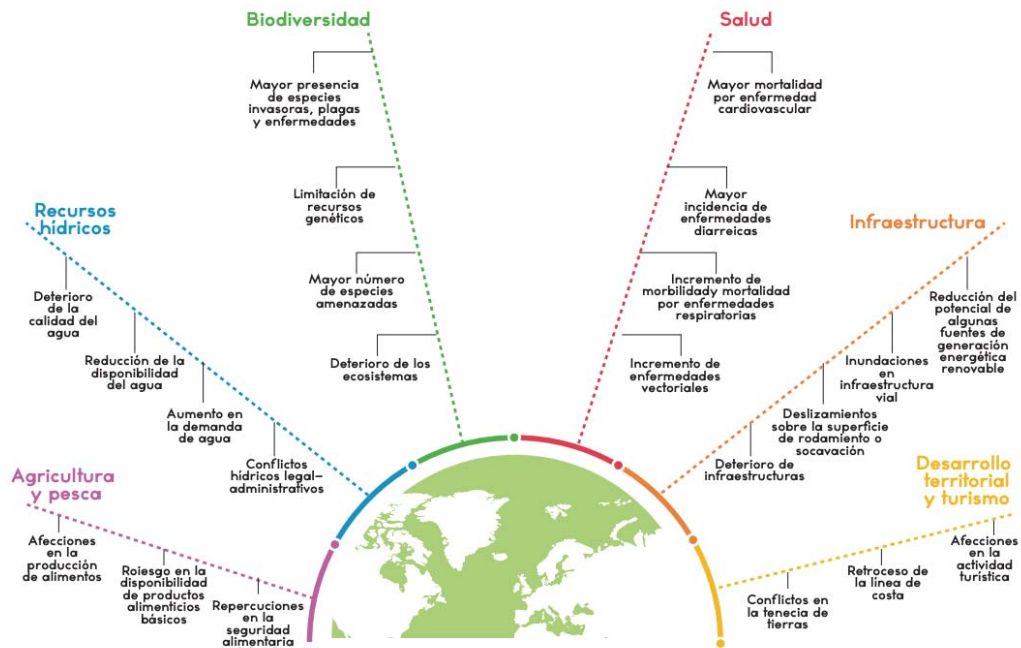 Biodiversidad
Mayor presencia
de especies
invasoras, plagas
y enfermedades
Limitación de
recursos
genéticos
Mayor número
de especies
amenazadas
Deterioro de los
ecosistemas
Salud
Mayor mortalidad
por enfermedad
cardiovascular
Mayor
incidencia de
enfermedades
diarreicas
Incremento de
morbilidady mortalidad
por enfermedades
respiratorias
Incremento de
enfermedades
vectoriales
Recursos
hídricos
Deterioro
de la
calidad del
agua
Reducción de la
disponibilidad
del agua
Aumento en
la demanda
de agua
Conflictos
hídricos legal-
administrativos
Infraestructura
Reducción del
potencial de
algunas
fuentes de
generación
energética
renovable
Inundaciones
en
infraestructura
vial
Deslizamientos
sobre la superficie
de rodamiento o
socavación
Deterioro de
infraestructuras
Agricultura
y pesca
Afecciones
en la
producción
de alimentos
Roiesgo en la
disponibilidad
de productos
alimenticios
básicos
Repercuciones
en la
seguridad
alimentaria
Desarrollo
territorial
y turismo
Afecciones
en la
actividad
turística
Retroceso de
la línea de
costa
Conflictos en
la tenecia de
tierras